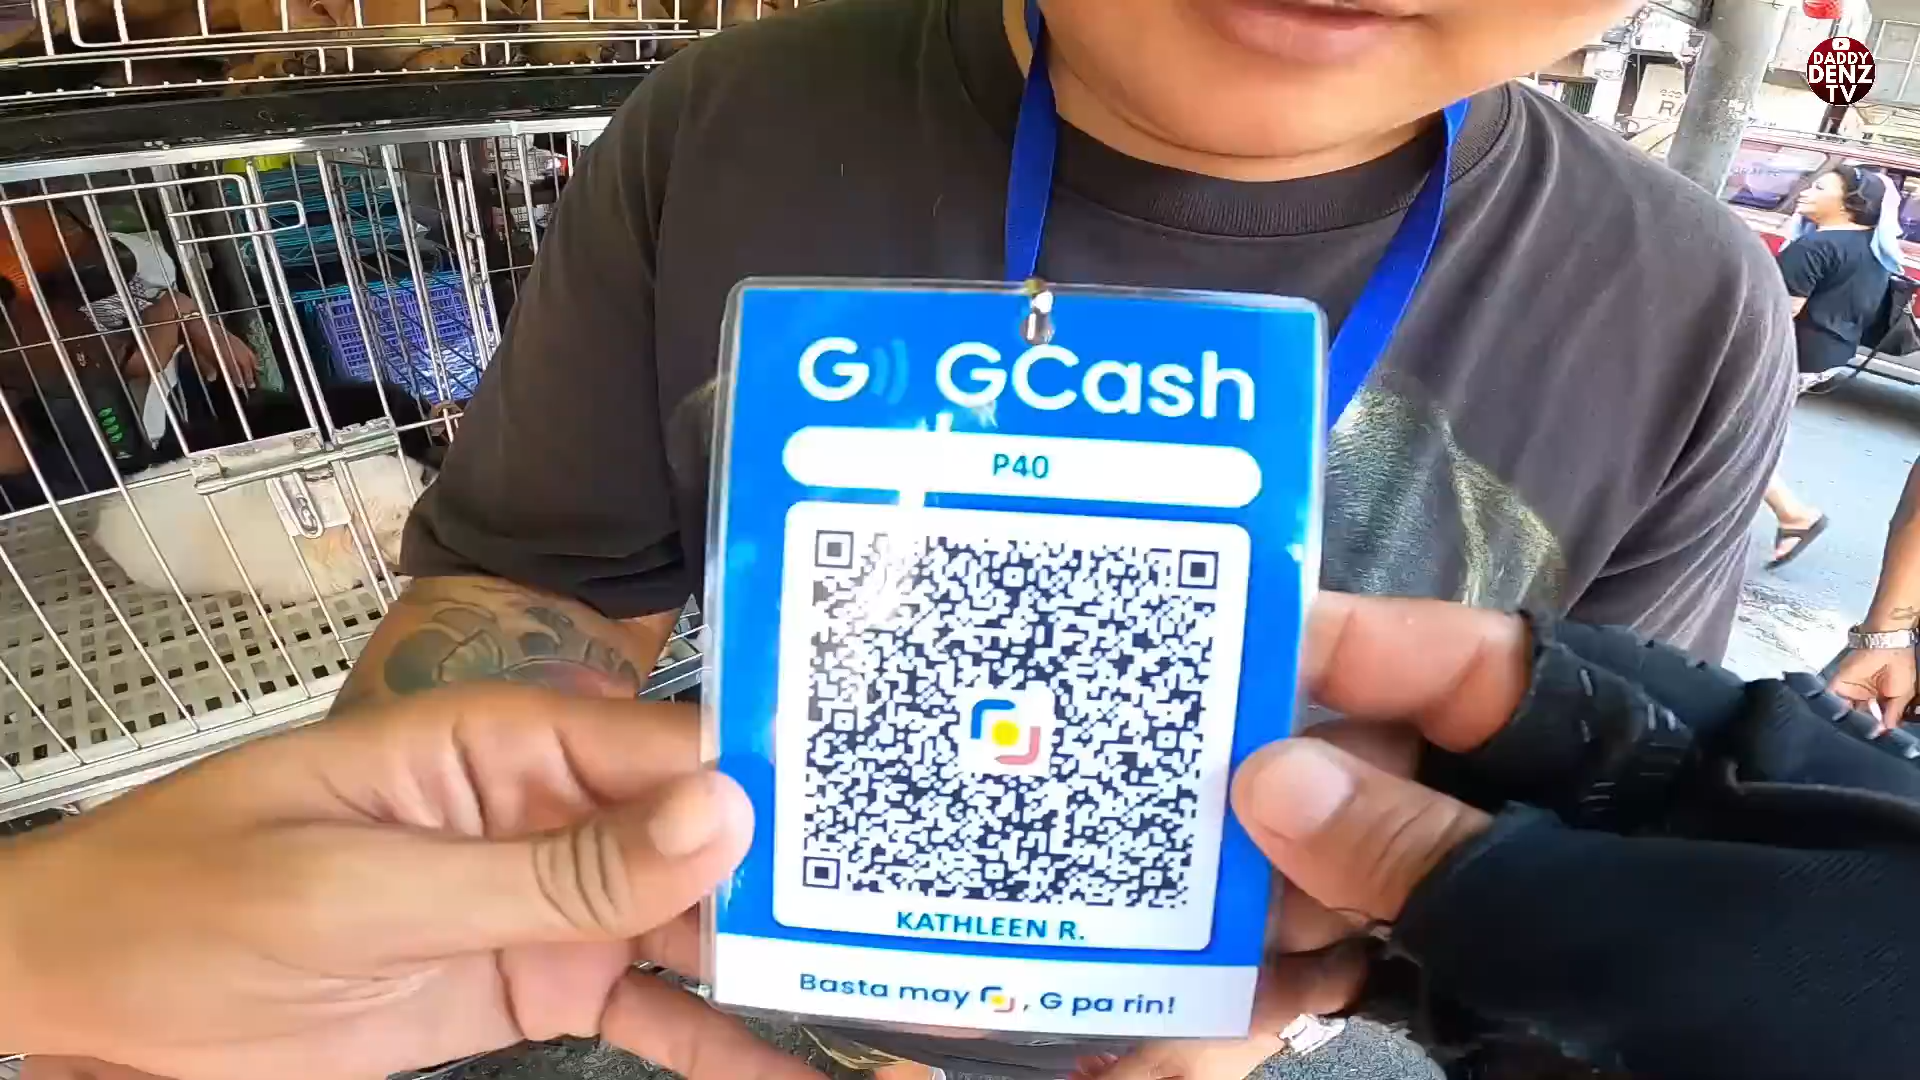 DADDY
DENZ
TV
G GCash
P40
KATHLEEN R.
Basta may , G pa rin!